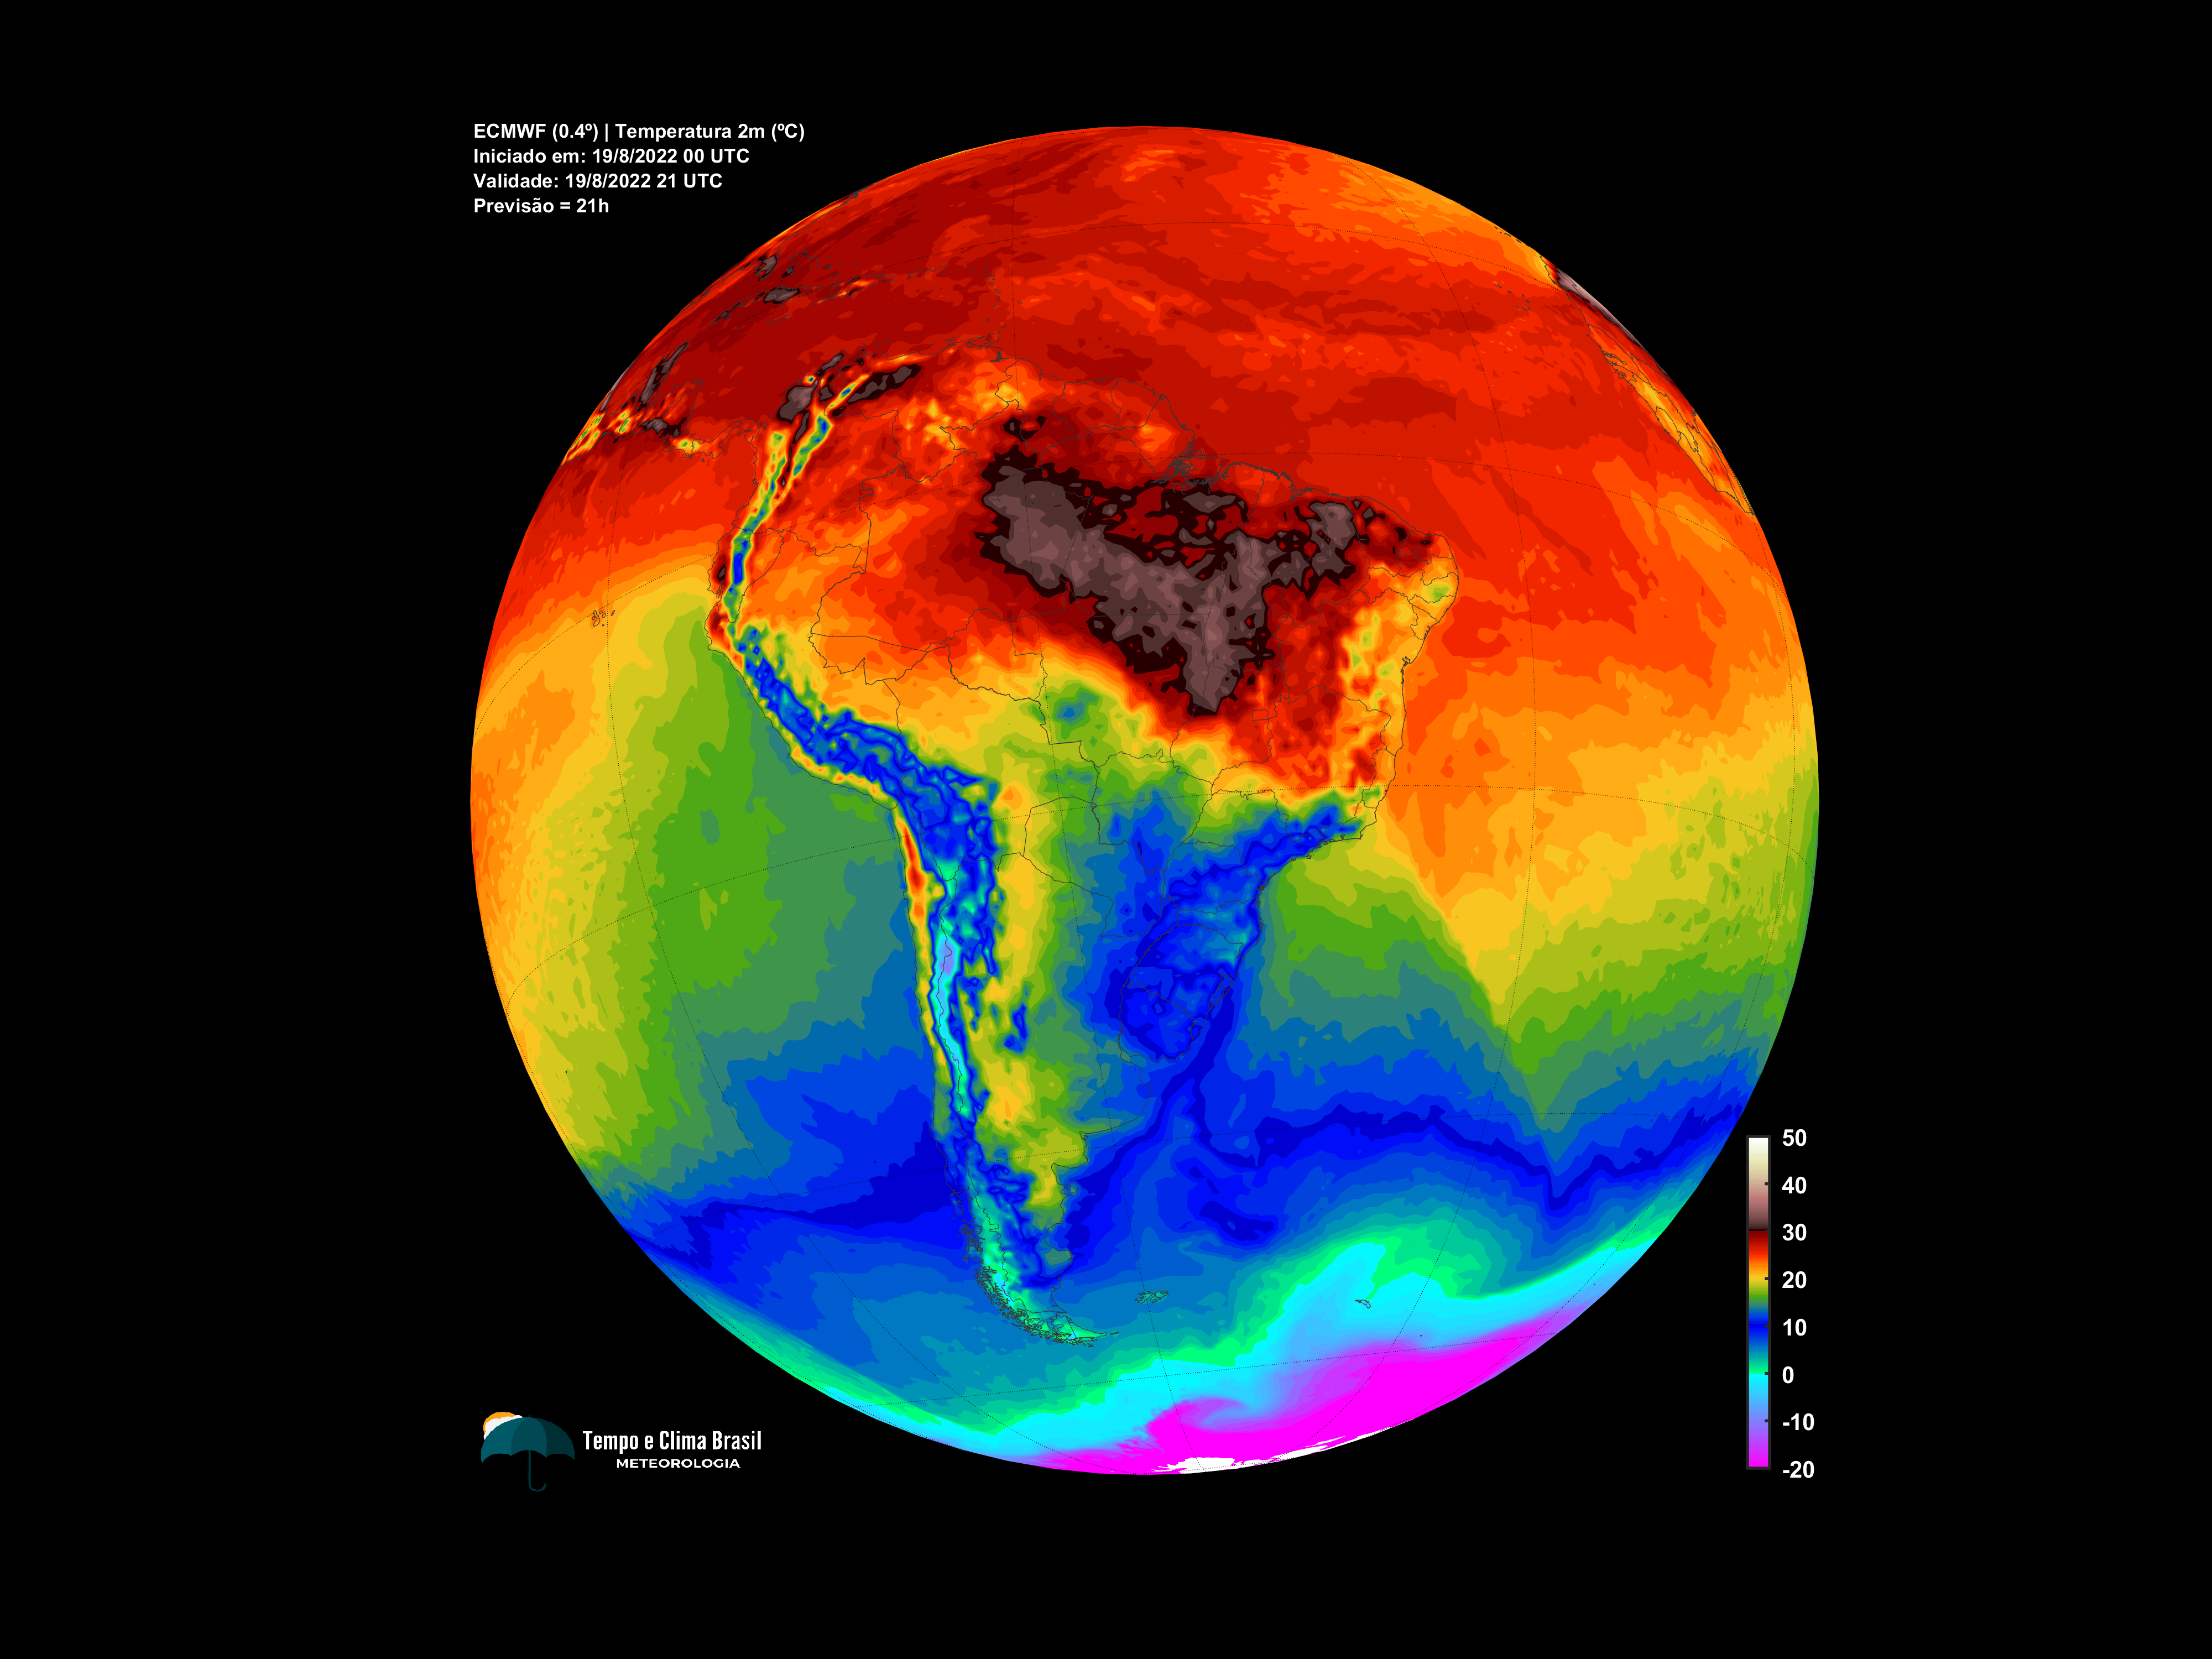 ECMWF (0.4º) | Temperatura 2m (ºC)
Iniciado em: 19/8/2022 00 UTC
Validade: 19/8/2022 21 UTC
Previsão = 21h
50
40
30
20
10
0
-10
-20
Tempo e Clima Brasil
METEOROLOGIA